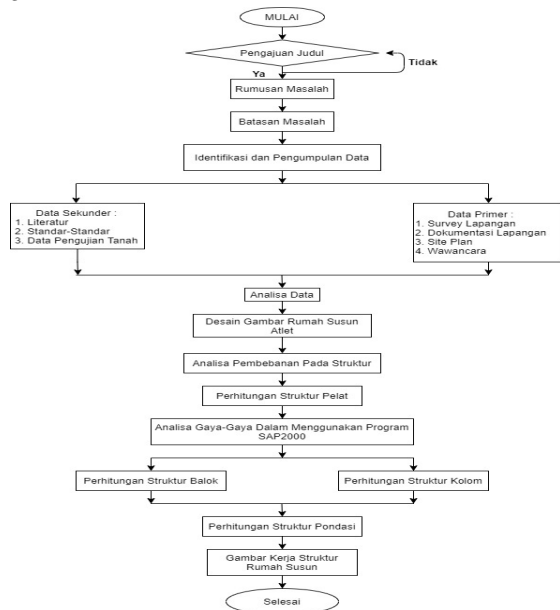 MULAI
Pengajuan Judul
Tidak
Ya
Rumusan Masalah
Batasan Masalah
Identifikasi dan Pengumpulan Data
Data Sekunder :
1. Literatur
2. Standar-Standar
3. Data Pengujian Tanah
Data Primer :
1. Survey Lapangan
2. Dokumentasi Lapangan
3. Site Plan
4. Wawancara
Analisa Data
Desain Gambar Rumah Susun
Atlet
Analisa Pembebanan Pada Struktur
Perhitungan Struktur Pelat
Analisa Gaya-Gaya Dalam Menggunakan Program
SAP2000
Perhitungan Struktur Balok
Perhitungan Struktur Kolom
Perhitungan Struktur Pondasi
Gambar Kerja Struktur
Rumah Susun
Selesai